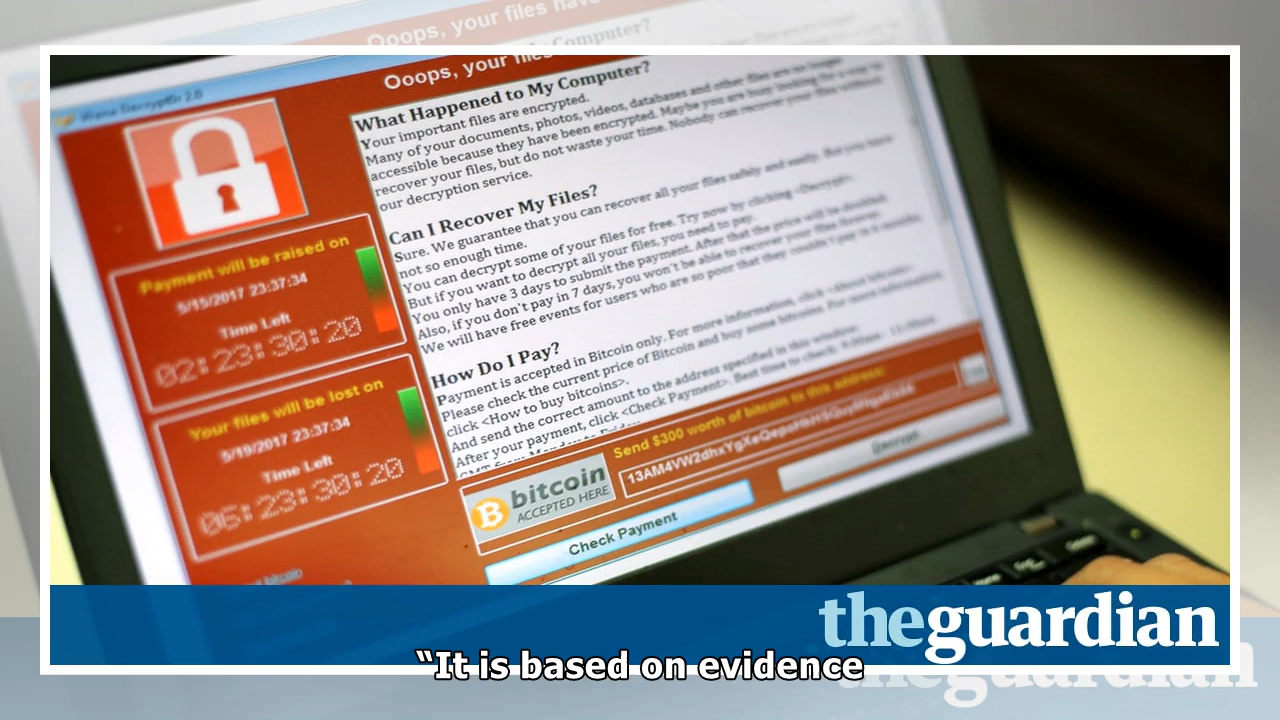 Ooops, your files have
Ooops, your files
Wana Decrypt0r 2.0
What Happened to My Computer?
Your important files are encrypted.
Many of your documents, photos, videos, databases and other files are no longer
accessible because they have been encrypted. Maybe you are busy looking for a way to
recover your files, but do not waste your time. Nobody can recover your files without
our decryption service.
Can I Recover My Files?
Sure. We guarantee that you can recover all your files safely and easily. But you have
not so enough time.
You can decrypt some of your files for free. Try now by clicking <Decrypt>.
But if you want to decrypt all your files, you need to pay.
You only have 3 days to submit the payment. After that the price will be doubled.
Also, if you don't pay in 7 days, you won't be able to recover your files forever.
We will have free events for users who are so poor that they couldn't pay in 6 months.
How Do I Pay?
Payment is accepted in Bitcoin only. For more information, click <About bitcoin>.
Please check the current price of Bitcoin and buy some bitcoins. For more information,
click <How to buy bitcoins>.
And send the correct amount to the address specified in this window.
After your payment, click <Check Payment>. Best time to check: 9:00am - 11:00am
GMT from Monday to Friday.
Payment will be raised on
5/15/2017 23:37:34
Time Left
02:23:30:20
Your files will be lost on
5/19/2017 23:37:34
Time Left
06:23:30:20
bitcoin
bitcoin
ACCEPTED HERE
Send $300 worth of bitcoin to this address:
Check Payment
Decrypt
theguardian
theguardian
“It is based on evidence